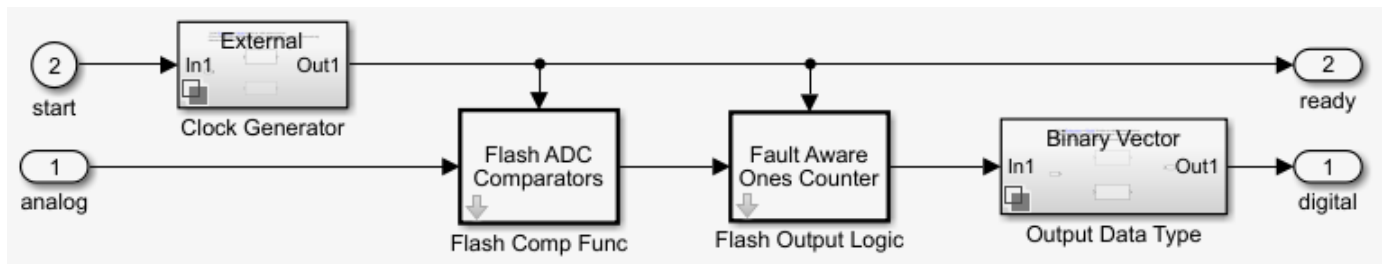 2
start
External
In1
Out1
Clock Generator
2
ready
1
analog
Flash ADC
Comparators
Flash Comp Func
Fault Aware
Ones Counter
Flash Output Logic
Binary Vector
In1
Out1
Output Data Type
1
digital